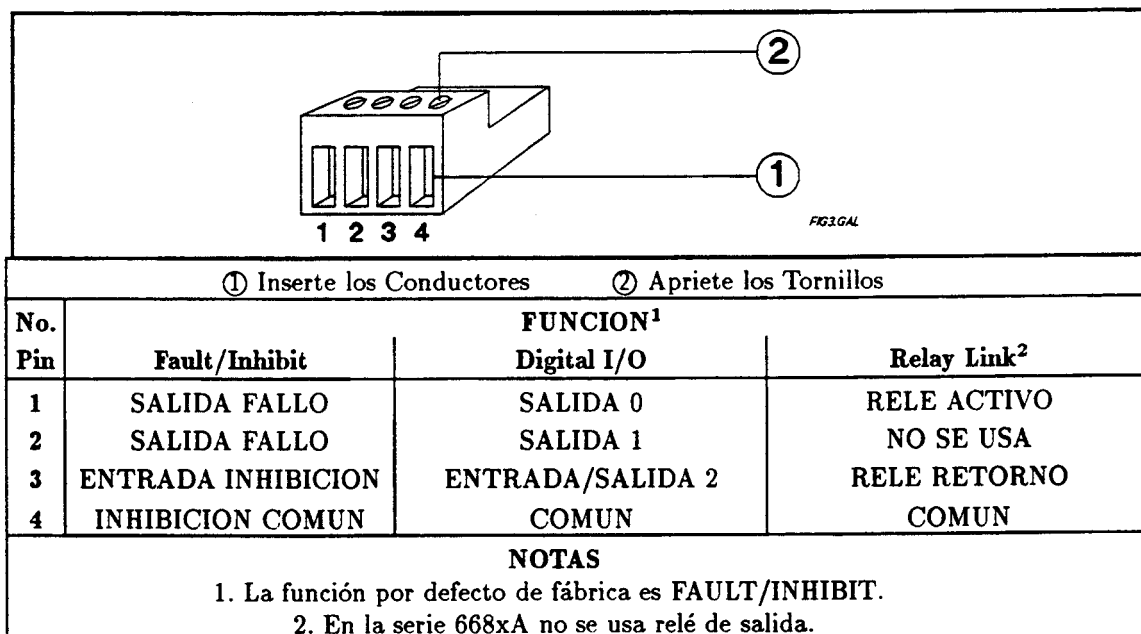 ②
①
1 2 3 4
FIG3.GAL
① Inserte los Conductores ② Apriete los Tornillos
No. FUNCION¹
Pin Fault/Inhibit Digital I/O Relay Link²
1 SALIDA FALLO SALIDA 0 RELE ACTIVO
2 SALIDA FALLO SALIDA 1 NO SE USA
3 ENTRADA INHIBICION ENTRADA/SALIDA 2 RELE RETORNO
4 INHIBICION COMUN COMUN COMUN
NOTAS
1. La función por defecto de fábrica es FAULT/INHIBIT.
2. En la serie 668xA no se usa relé de salida.